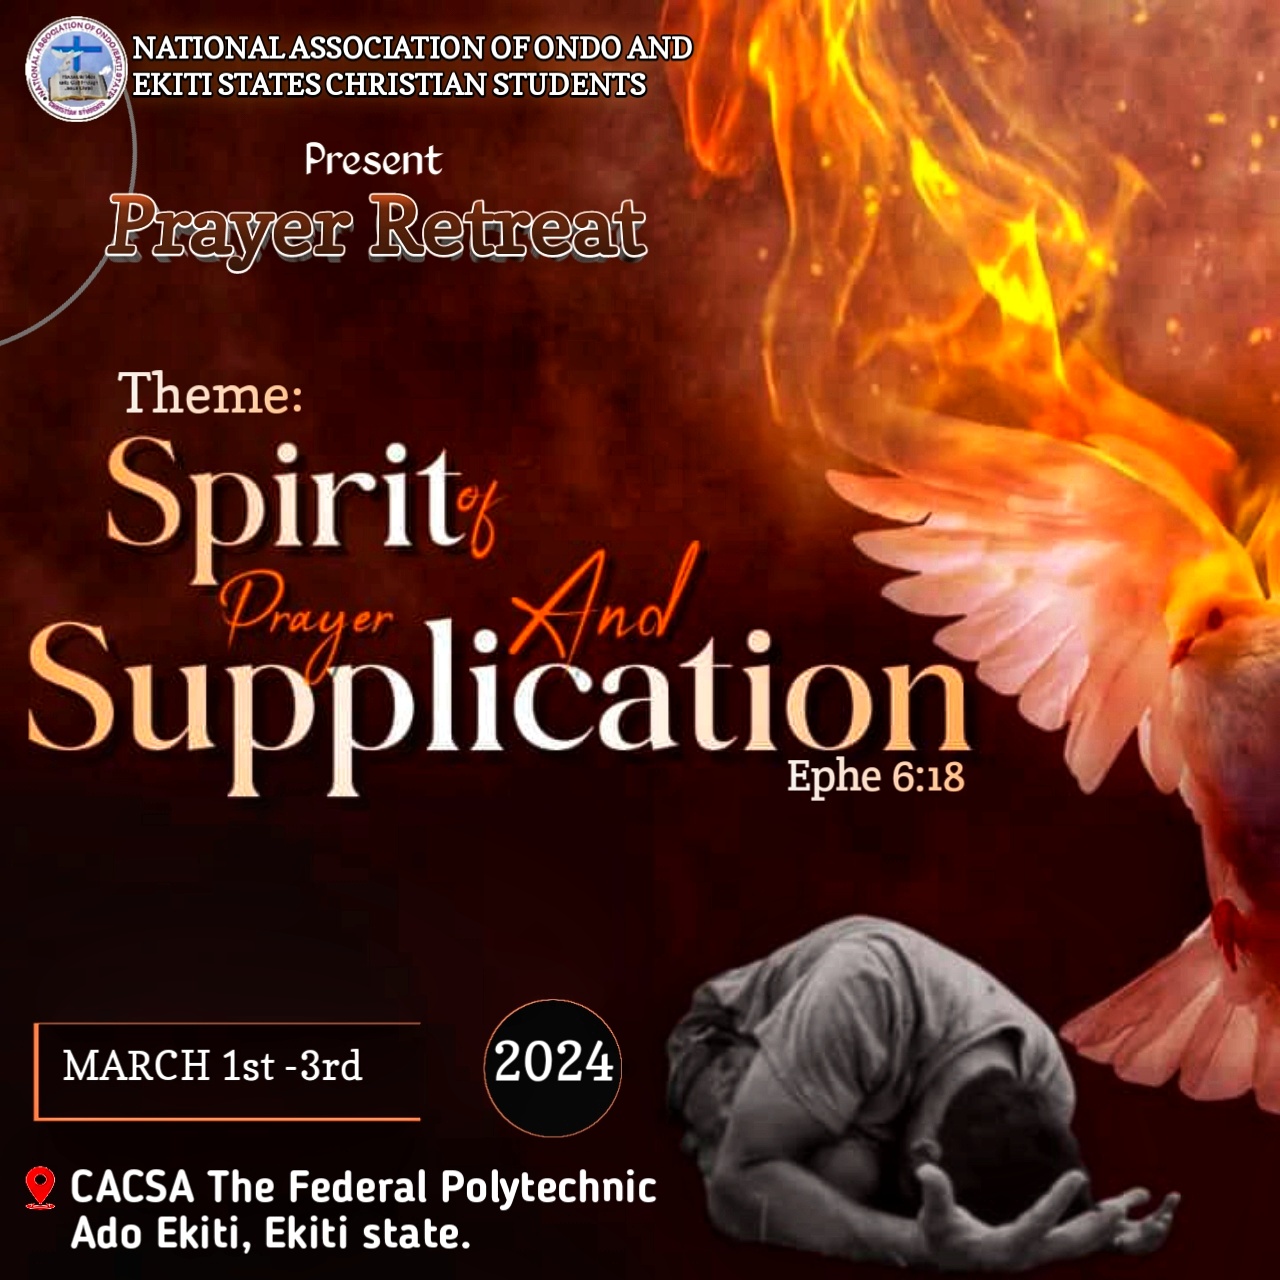 NATIONAL ASSOCIATION OF ONDO AND
EKITI STATES CHRISTIAN STUDENTS
Present
Prayer Retreat
Theme:
Spirit of
Prayer And
Supplication
Ephe 6:18
MARCH 1st -3rd
2024
CACSA The Federal Polytechnic
Ado Ekiti, Ekiti state.